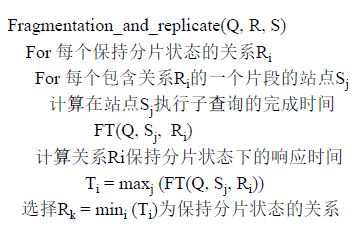 Fragmentation_and_replicate(Q, R, S)
For 每个保持分片状态的关系Ri
For 每个包含关系Ri的一个片段的站点Sj
计算在站点Sj执行子查询的完成时间
FT(Q, Sj, Ri)
计算关系Ri保持分片状态下的响应时间
Ti = maxj (FT(Q, Sj, Ri))
选择Rk = mini (Ti)为保持分片状态的关系